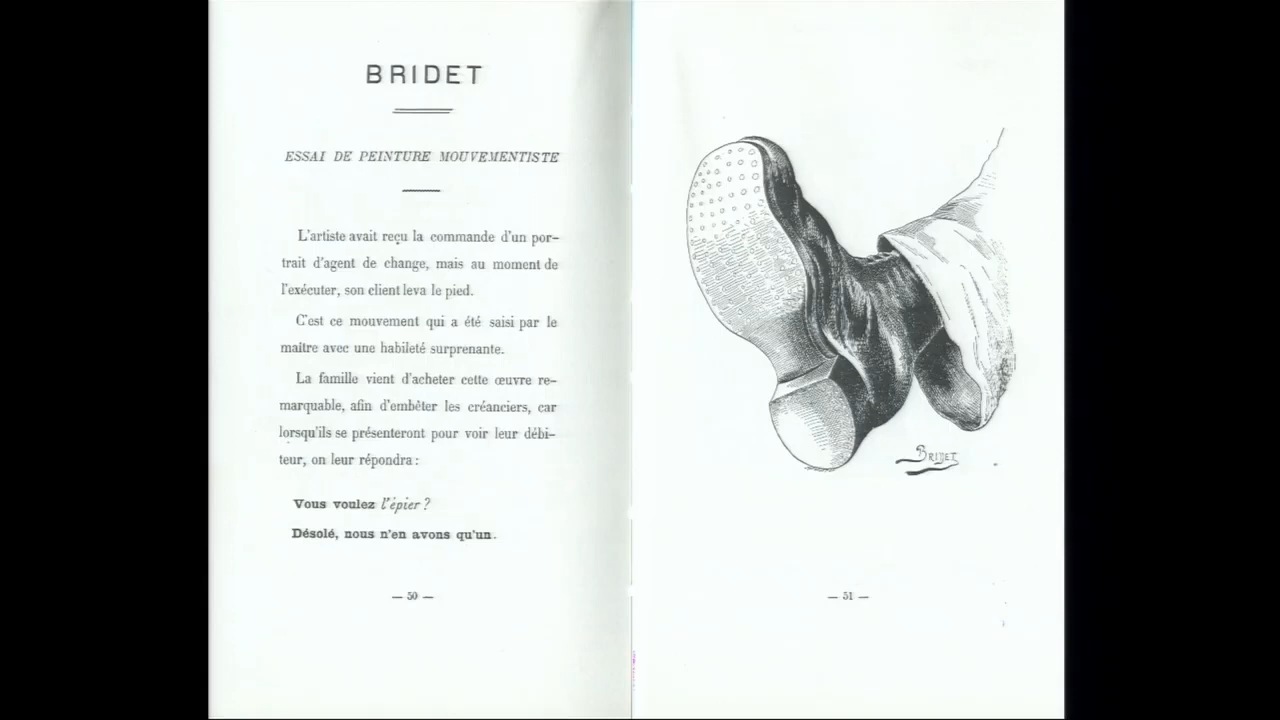 BRIDET
ESSAI DE PEINTURE MOUVEMENTISTE
L'artiste avait reçu la commande d'un por–
trait d'agent de change, mais au moment de
l'exécuter, son client leva le pied.
C'est ce mouvement qui a été saisi par le
maître avec une habileté surprenante.
La famille vient d'acheter cette œuvre re–
marquable, afin d'embêter les créanciers, car
lorsqu'ils se présenteront pour voir leur débi–
teur, on leur répondra :
Vous voulez l'épier ?
Désolé, nous n'en avons qu'un.
— 50 —
BRIDET
— 51 —